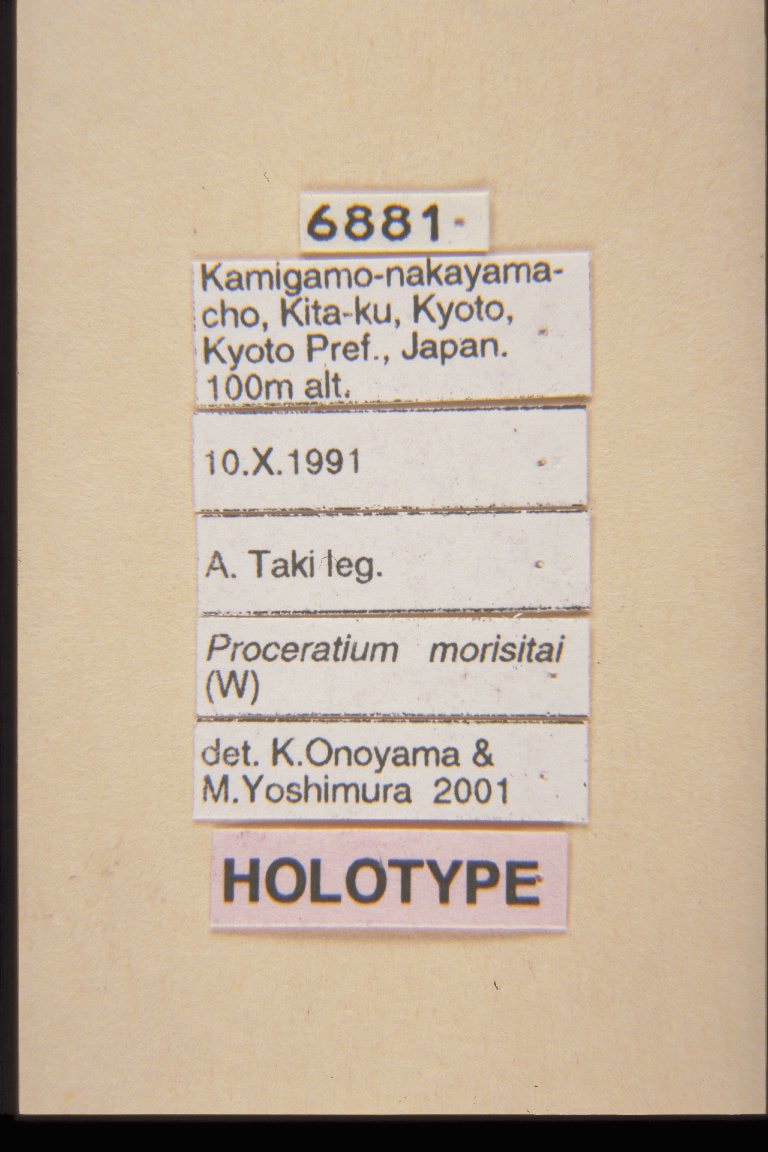 6881
Kamigamo-nakayama-
cho, Kita-ku, Kyoto,
Kyoto Pref., Japan.
100m alt.
10.X.1991
A. Taki leg.
Proceratium morisitai
(W)
det. K.Onoyama &
M.Yoshimura 2001
HOLOTYPE